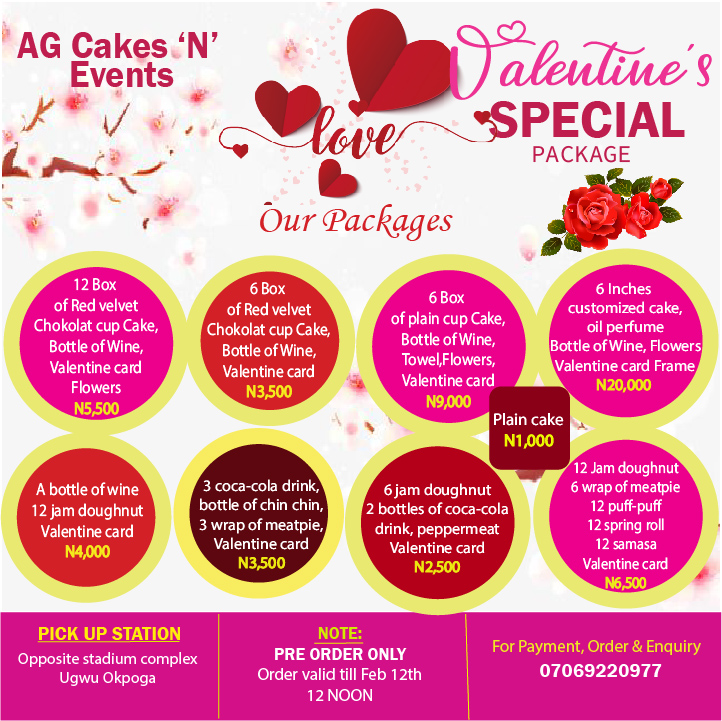 AG Cakes ‘N’
Events
love
Valentine's
SPECIAL
PACKAGE
Our Packages
12 Box
of Red velvet
Chokolat cup Cake,
Bottle of Wine,
Valentine card
Flowers
N5,500
6 Box
of Red velvet
Chokolat cup Cake,
Bottle of Wine,
Valentine card
N3,500
6 Box
of plain cup Cake,
Bottle of Wine,
Towel,Flowers,
Valentine card
N9,000
6 Inches
customized cake,
oil perfume
Bottle of Wine, Flowers
Valentine card Frame
N20,000
Plain cake
N1,000
A bottle of wine
12 jam doughnut
Valentine card
N4,000
3 coca-cola drink,
bottle of chin chin,
3 wrap of meatpie,
Valentine card
N3,500
6 jam doughnut
2 bottles of coca-cola
drink, peppermeat
Valentine card
N2,500
12 Jam doughnut
6 wrap of meatpie
12 puff-puff
12 spring roll
12 samasa
Valentine card
N6,500
PICK UP STATION
Opposite stadium complex
Ugwu Okpoga
NOTE:
PRE ORDER ONLY
Order valid till Feb 12th
12 NOON
For Payment, Order & Enquiry
07069220977